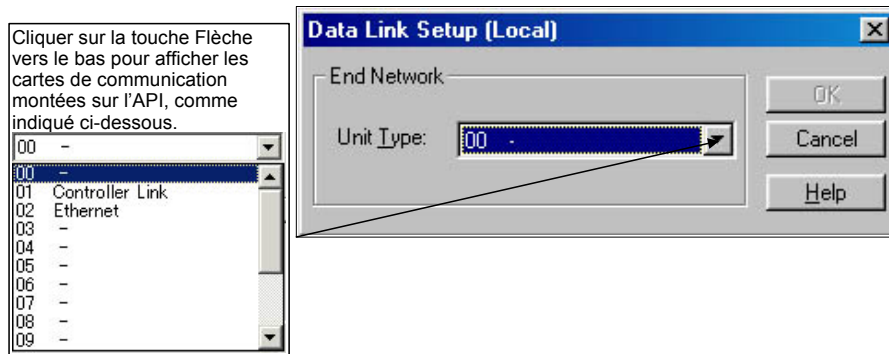 Cliquer sur la touche Flèche
vers le bas pour afficher les
cartes de communication
montées sur l'API, comme
indiqué ci-dessous.
00 -
00 -
01 Controller Link
02 Ethernet
03 -
04 -
05 -
06 -
07 -
08 -
09 -
Data Link Setup (Local)
End Network
Unit Type: 00 -
OK
Cancel
Help